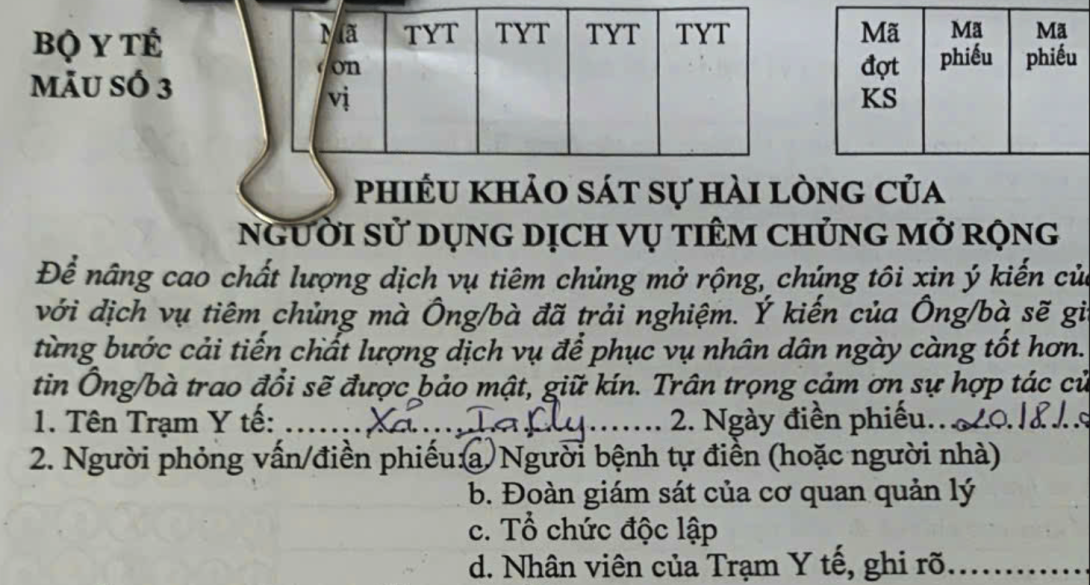 BỘ Y TẾ
MẪU SỐ 3
Mã đơn vị TYT TYT TYT TYT
Mã đợt KS Mã phiếu Mã phiếu
PHIẾU KHẢO SÁT SỰ HÀI LÒNG CỦA
NGƯỜI SỬ DỤNG DỊCH VỤ TIÊM CHỦNG MỞ RỘNG
Để nâng cao chất lượng dịch vụ tiêm chủng mở rộng, chúng tôi xin ý kiến
với dịch vụ tiêm chủng mà Ông/bà đã trải nghiệm. Ý kiến của Ông/bà sẽ
từng bước cải tiến chất lượng dịch vụ để phục vụ nhân dân ngày càng tốt hơn.
tin Ông/bà trao đổi sẽ được bảo mật, giữ kín. Trân trọng cảm ơn sự hợp tác
1. Tên Trạm Y tế: .......Xã....IaKly........ 2. Ngày điền phiếu...20/8/
2. Người phỏng vấn/điền phiếu: a. Người bệnh tự điền (hoặc người nhà)
b. Đoàn giám sát của cơ quan quản lý
c. Tổ chức độc lập
d. Nhân viên của Trạm Y tế, ghi rõ.............